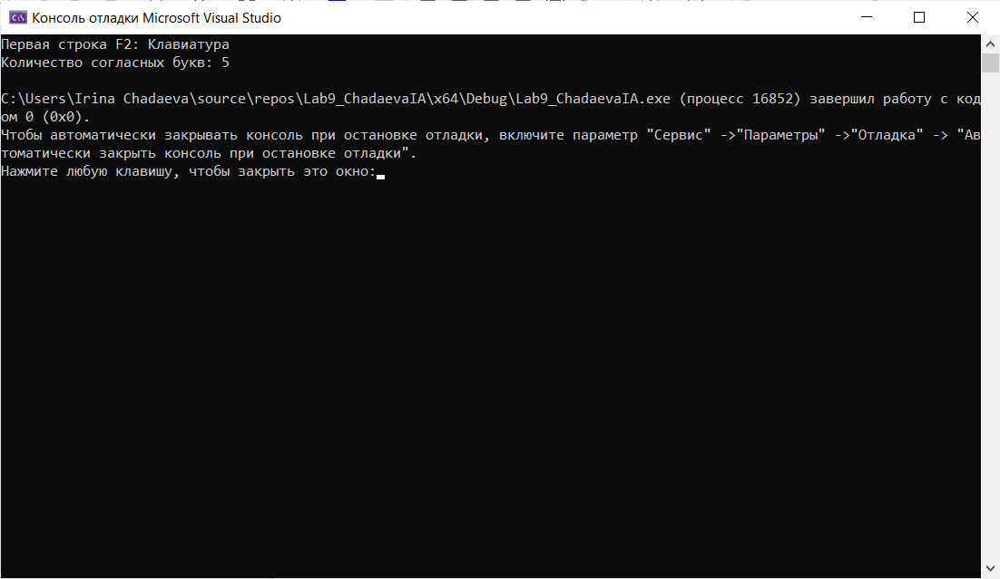 Консоль отладки Microsoft Visual Studio
Первая строка F2: Клавиатура
Количество согласных букв: 5
C:\Users\Irina Chadaeva\source\repos\Lab9_ChadaevaIA\x64\Debug\Lab9_ChadaevaIA.exe (процесс 16852) завершил работу с код
ом 0 (0x0).
Чтобы автоматически закрывать консоль при остановке отладки, включите параметр "Сервис" ->"Параметры" ->"Отладка" -> "Ав
томатически закрыть консоль при остановке отладки".
Нажмите любую клавишу, чтобы закрыть это окно: